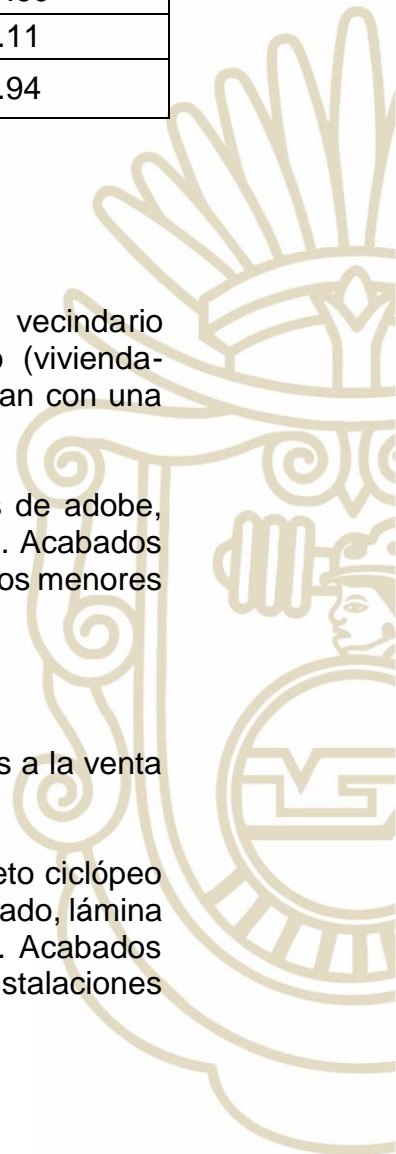 .11
.94
vecindario
(vivienda-
an con una
de adobe,
. Acabados
os menores
s a la venta
eto ciclópeo
ado, lámina
. Acabados
stalaciones